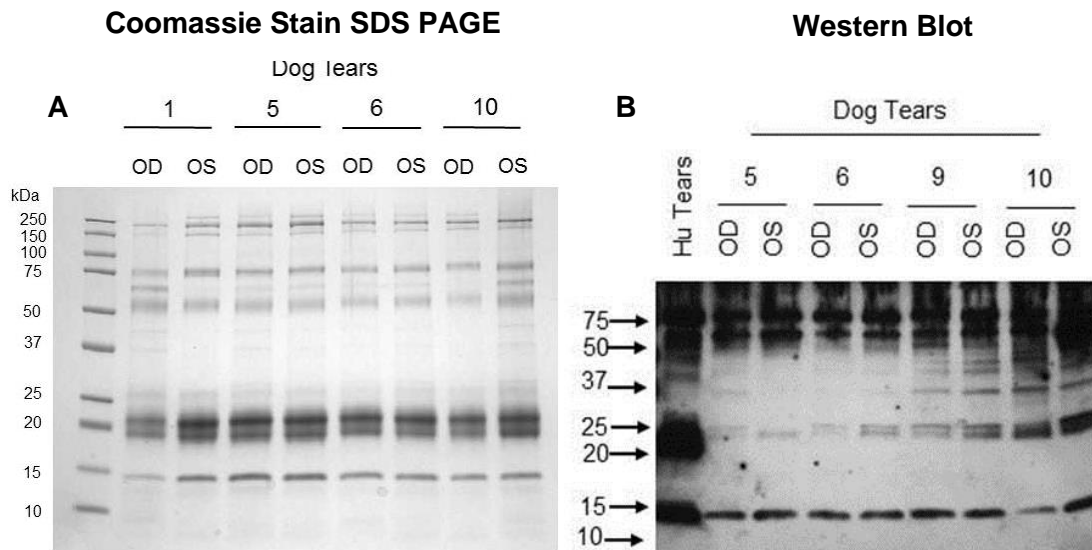 Coomassie Stain SDS PAGE
Dog Tears
A
1 5 6 10
OD OS OD OS OD OS OD OS
kDa
250
150
100
75
50
37
25
20
15
10
Western Blot
B
Dog Tears
Hu Tears
5 6 9 10
OD OS OD OS OD OS OD OS
75
50
37
25
20
15
10